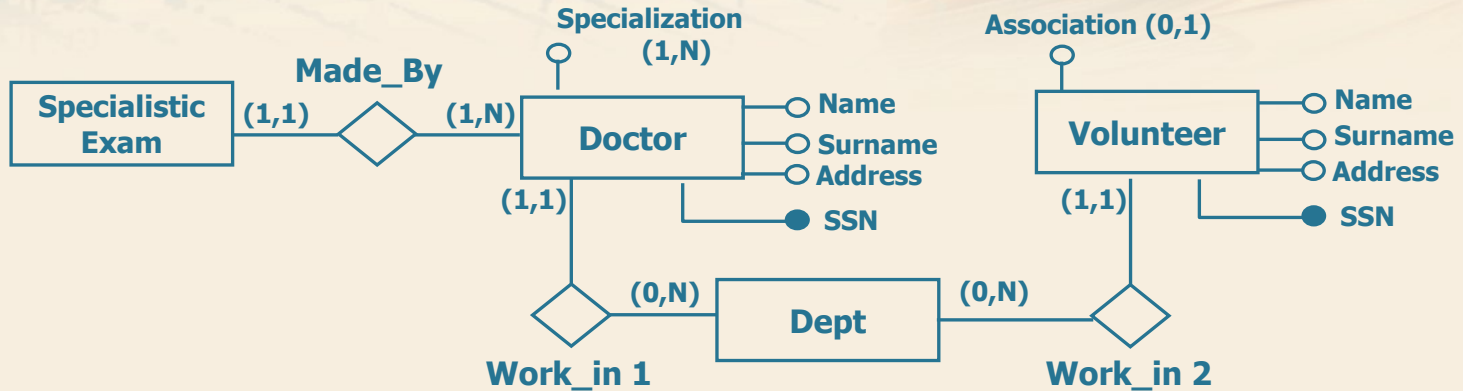 Specialization
(1,N)
Association (0,1)
Made_By
Specialistic
Exam
(1,1)
(1,N)
Doctor
Name
Surname
Address
SSN
Volunteer
Name
Surname
Address
SSN
(1,1)
(1,1)
(0,N)
Dept
(0,N)
Work_in 1
Work_in 2